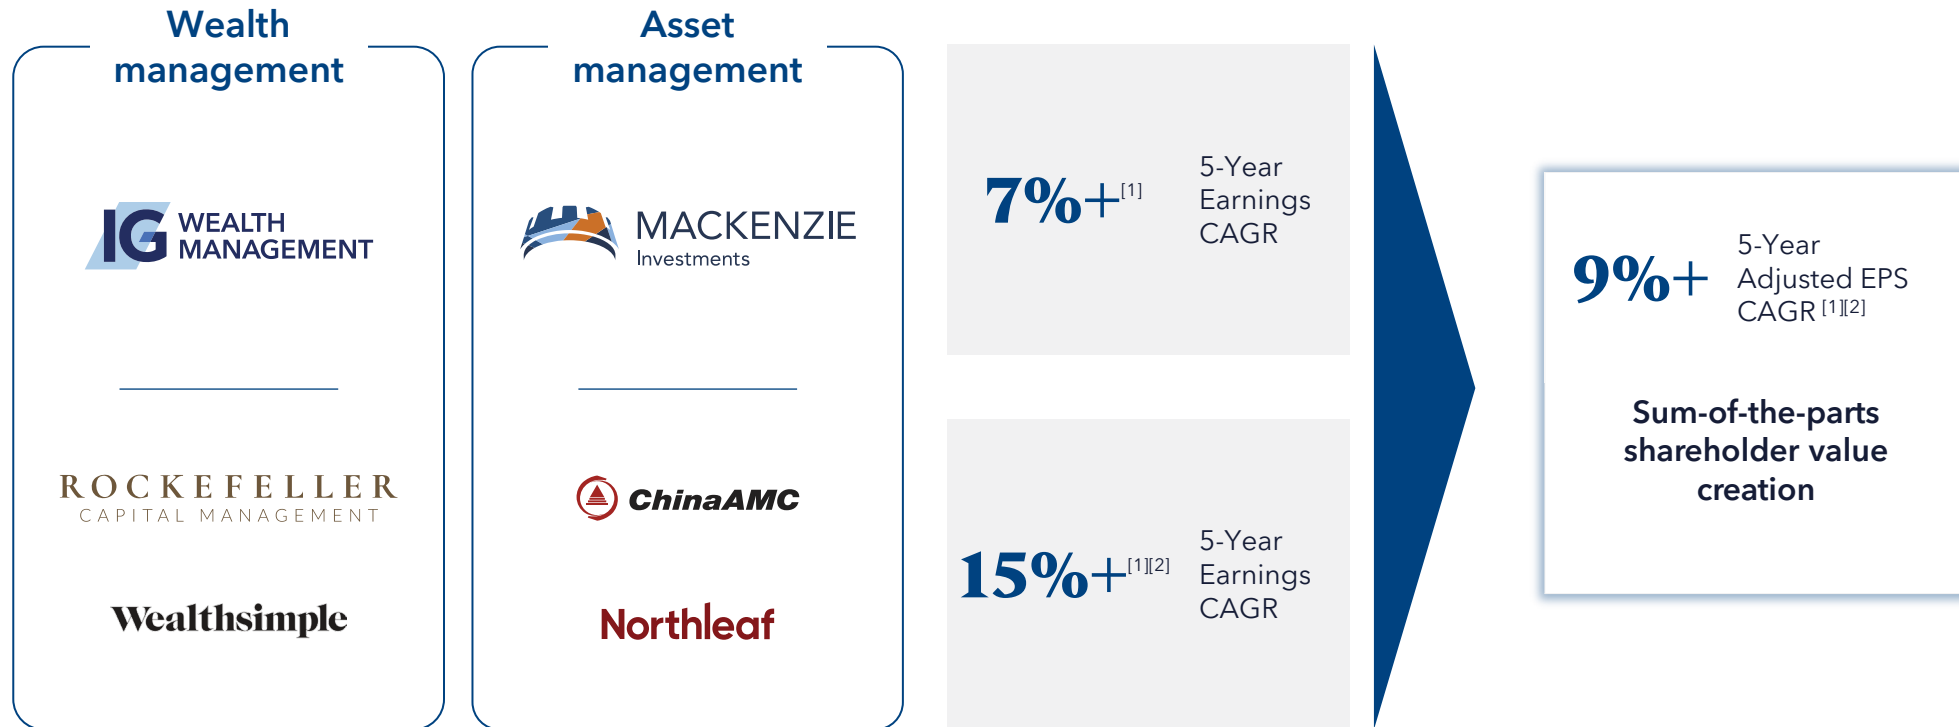 Wealth
management
IG WEALTH
MANAGEMENT
ROCKEFELLER
CAPITAL MANAGEMENT
Wealthsimple
Asset
management
MACKENZIE
Investments
ChinaAMC
Northleaf
7%+[1]
5-Year
Earnings
CAGR
15%+[1][2]
5-Year
Earnings
CAGR
9%+
5-Year
Adjusted EPS
CAGR [1][2]
Sum-of-the-parts
shareholder value
creation